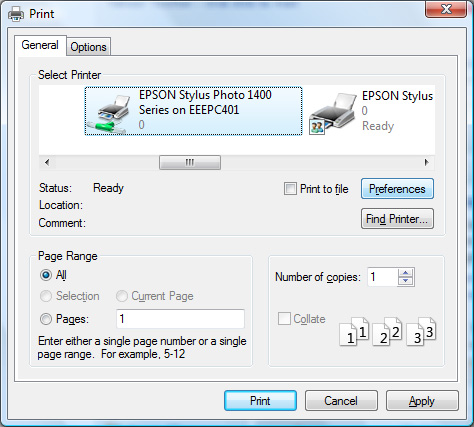 Print
General
Options
Select Printer
EPSON Stylus Photo 1400
Series on EEEPC401
0
EPSON Stylus
0
Ready
Status: Ready
Location:
Comment:
Print to file
Preferences
Find Printer...
Page Range
All
Selection
Current Page
Pages: 1
Enter either a single page number or a single
page range. For example, 5-12
Number of copies: 1
Collate
1 1 2 2 3 3
Print
Cancel
Apply